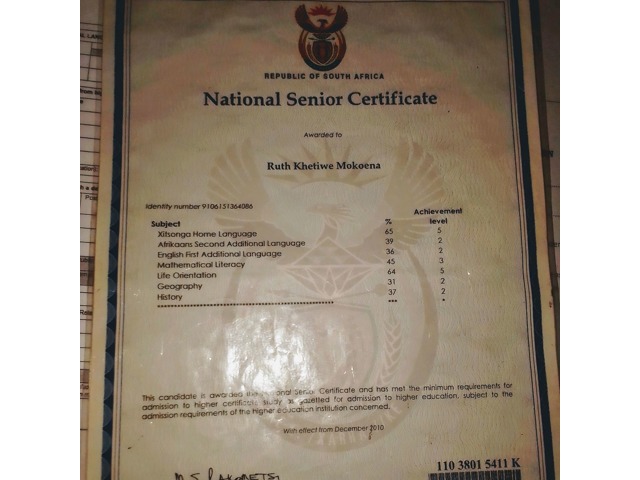 REPUBLIC OF SOUTH AFRICA
National Senior Certificate
Awarded to
Ruth Khetiwe Mokoena
Identity number 9106151364086
Achievement
Subject % level
Xitsonga Home Language 65 5
Afrikaans Second Additional Language 39 2
English First Additional Language 36 2
Mathematical Literacy 45 3
Life Orientation 64 5
Geography 31 2
History 37 2
*** *
This candidate is awarded the National Senior Certificate and has met the minimum requirements for
admission to higher certificate study as gazetted for admission to higher education, subject to the
admission requirements of the higher education institution concerned.
With effect from December 2010
110 3801 5411 K